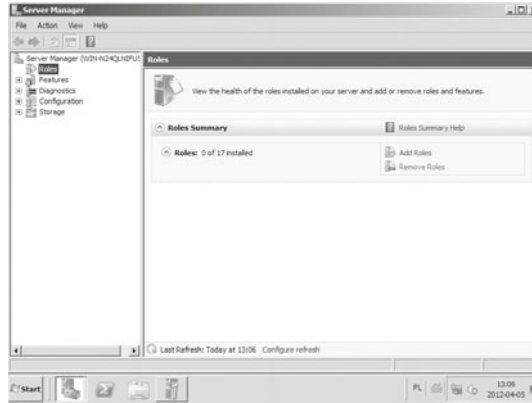 Server Manager
File Action View Help
Server Manager (WIN-N24QLNIFUS
Roles
Features
Diagnostics
Configuration
Storage
Roles
View the health of the roles installed on your server and add or remove roles and features.
Roles Summary
Roles Summary Help
Roles: 0 of 17 installed
Add Roles
Remove Roles
Last Refresh: Today at 13:06 Configure refresh
Start
PL
13:06
2012-04-05